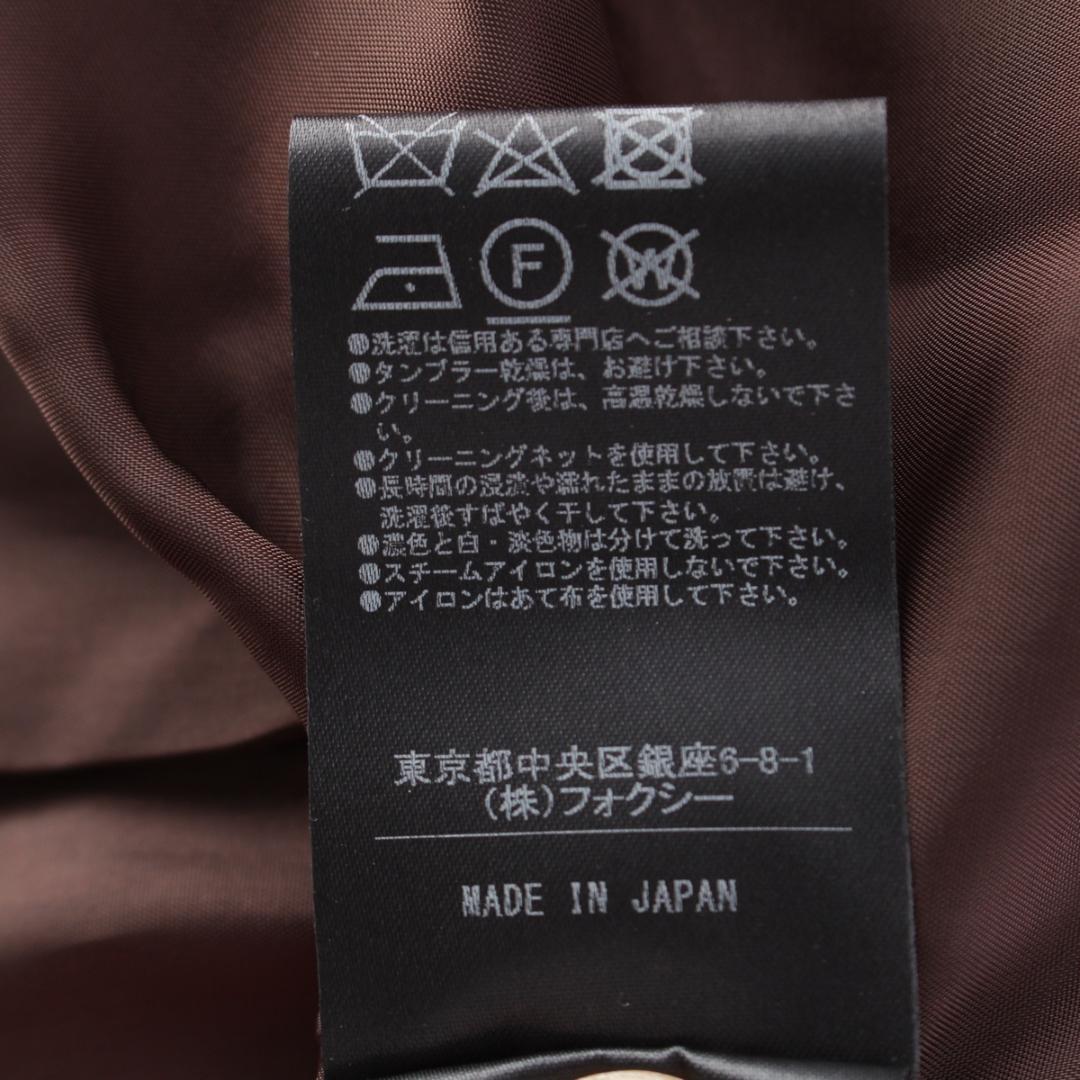 F W
●洗濯は信用ある専門店へご相談下さい。
●タンブラー乾燥は、お避け下さい。
●クリーニング後は、高温乾燥しないで下さ
い。
●クリーニングネットを使用して下さい。
●長時間の浸漬や濡れたままの放置は避け、
洗濯後すばやく干して下さい。
●濃色と白・淡色物は分けて洗って下さい。
●スチームアイロンを使用しないで下さい。
●アイロンはあて布を使用して下さい。
東京都中央区銀座6-8-1
(株)フォクシー
MADE IN JAPAN